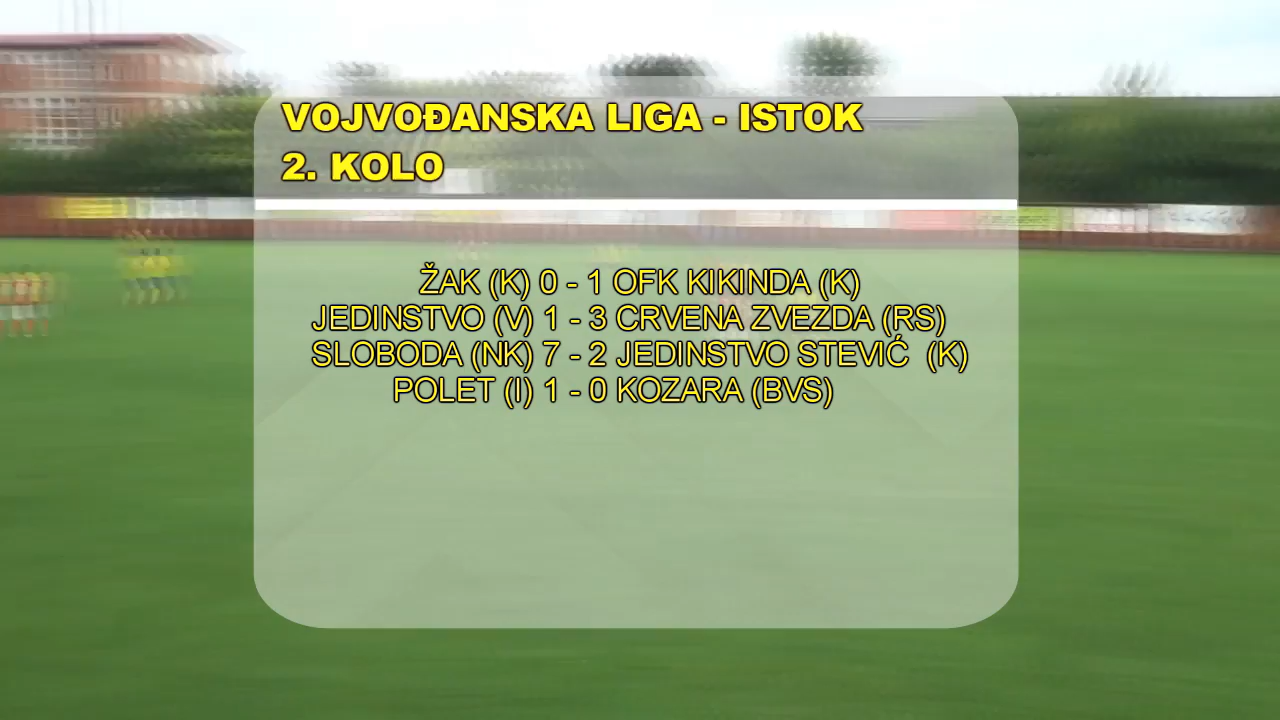 VOJVOĐANSKA LIGA - ISTOK
2. KOLO
ŽAK (K) 0 - 1 OFK KIKINDA (K)
JEDINSTVO (V) 1 - 3 CRVENA ZVEZDA (RS)
SLOBODA (NK) 7 - 2 JEDINSTVO STEVIĆ (K)
POLET (I) 1 - 0 KOZARA (BVS)